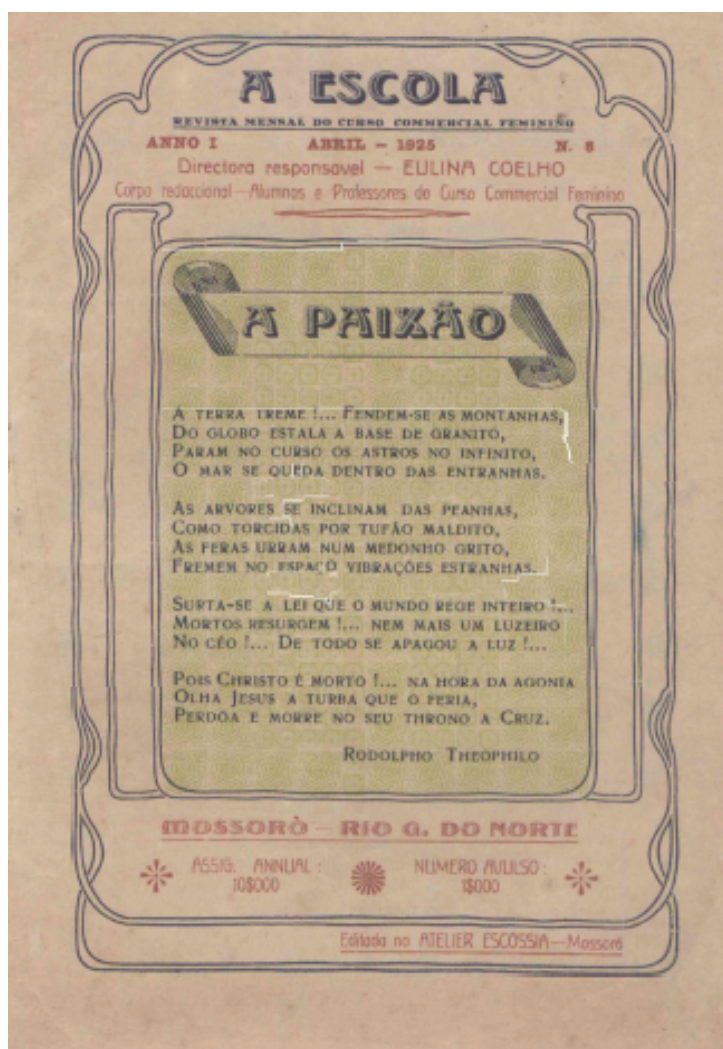 A ESCOLA
REVISTA MENSAL DO CURSO COMMERCIAL FEMININO
ANNO I ABRIL — 1925 N. 8
Directora responsavel — EULINA COELHO
Corpo redaccional—Alumnas e Professores do Curso Commercial Feminino
A PAIXÃO
A TERRA TREME !... FENDEM-SE AS MONTANHAS,
DO GLOBO ESTALA A BASE DE GRANITO,
PARAM NO CURSO OS ASTROS NO INFINITO,
O MAR SE QUEDA DENTRO DAS ENTRANHAS.
AS ARVORES SE INCLINAM DAS PEANHAS,
COMO TORCIDAS POR TUFÃO MALDITO,
AS FERAS URRAM NUM MEDONHO GRITO,
FREMEM NO ESPAÇO VIBRAÇÕES ESTRANHAS.
SURTA-SE A LEI QUE O MUNDO REGE INTEIRO !...
MORTOS RESURGEM !... NEM MAIS UM LUZEIRO
NO CÉO !... DE TODO SE APAGOU A LUZ !...
POIS CHRISTO É MORTO !... NA HORA DA AGONIA
OLHA JESUS A TURBA QUE O FERIA,
PERDÔA E MORRE NO SEU THRONO A CRUZ.
RODOLPHO THEOPHILO
MOSSORÒ — RIO G. DO NORTE
ASSIG. ANNUAL : NUMERO AVULSO :
10$000 1$000
Editada no ATELIER ESCOSSIA—Mossoró